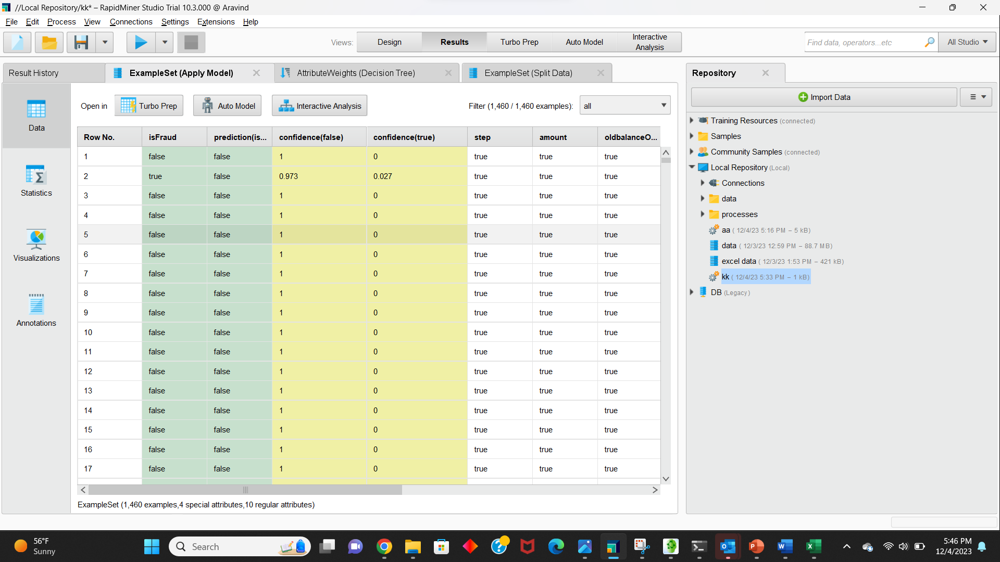 //Local Repository/kk* – RapidMiner Studio Trial 10.3.000 @ Aravind
File Edit Process View Connections Settings Extensions Help
Views: Design Results Turbo Prep Auto Model Interactive Analysis
Find data, operators...etc All Studio
Result History ExampleSet (Apply Model) AttributeWeights (Decision Tree) ExampleSet (Split Data)
Open in Turbo Prep Auto Model Interactive Analysis Filter (1,460 / 1,460 examples): all
Data
Statistics
Visualizations
Annotations
Row No. isFraud prediction(is... confidence(false) confidence(true) step amount oldbalanceO...
1 false false 1 0 true true true
2 true false 0.973 0.027 true true true
3 false false 1 0 true true true
4 false false 1 0 true true true
5 false false 1 0 true true true
6 false false 1 0 true true true
7 false false 1 0 true true true
8 false false 1 0 true true true
9 false false 1 0 true true true
10 false false 1 0 true true true
11 false false 1 0 true true true
12 false false 1 0 true true true
13 false false 1 0 true true true
14 false false 1 0 true true true
15 false false 1 0 true true true
16 false false 1 0 true true true
17 false false 1 0 true true true
ExampleSet (1,460 examples,4 special attributes,10 regular attributes)
Repository
Import Data
Training Resources (connected)
Samples
Community Samples (connected)
Local Repository (Local)
Connections
data
processes
aa ( 12/4/23 5:16 PM – 5 kB)
data ( 12/3/23 12:59 PM – 88.7 MB)
excel data ( 12/3/23 1:53 PM – 421 kB)
kk ( 12/4/23 5:33 PM – 1 kB)
DB (Legacy)
56°F
Sunny
Search
5:46 PM
12/4/2023